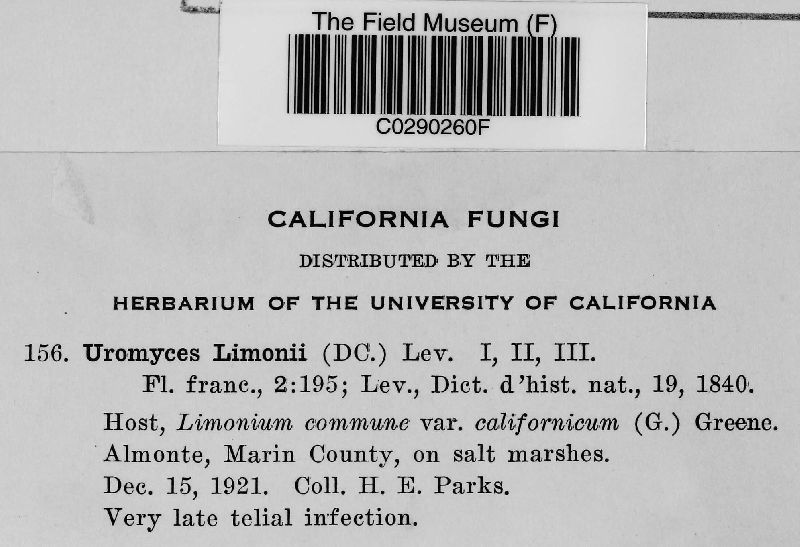 The Field Museum (F)
C0290260F
CALIFORNIA FUNGI
DISTRIBUTED BY THE
HERBARIUM OF THE UNIVERSITY OF CALIFORNIA
156. Uromyces Limonii (DC.) Lev. I, II, III.
Fl. franc., 2:195; Lev., Dict. d'hist. nat., 19, 1840.
Host, Limonium commune var. californicum (G.) Greene.
Almonte, Marin County, on salt marshes.
Dec. 15, 1921. Coll. H. E. Parks.
Very late telial infection.